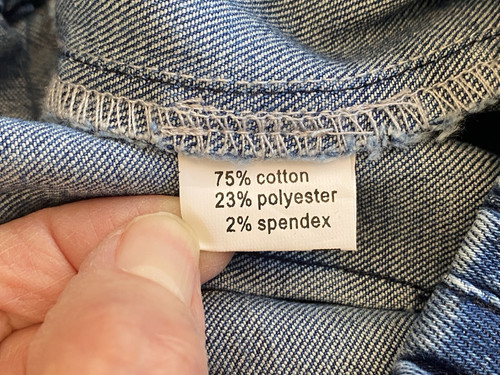 75% cotton
23% polyester
2% spendex